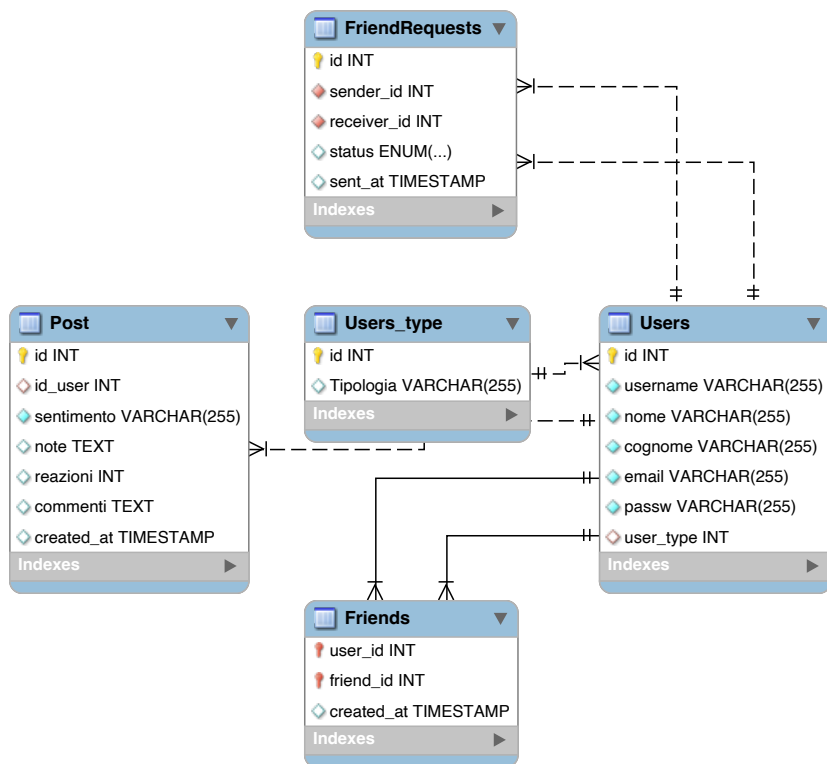 FriendRequests
id INT
sender_id INT
receiver_id INT
status ENUM(...)
sent_at TIMESTAMP
Indexes
Post
id INT
id_user INT
sentimento VARCHAR(255)
note TEXT
reazioni INT
commenti TEXT
created_at TIMESTAMP
Indexes
Users_type
id INT
Tipologia VARCHAR(255)
Indexes
Users
id INT
username VARCHAR(255)
nome VARCHAR(255)
cognome VARCHAR(255)
email VARCHAR(255)
passw VARCHAR(255)
user_type INT
Indexes
Friends
user_id INT
friend_id INT
created_at TIMESTAMP
Indexes